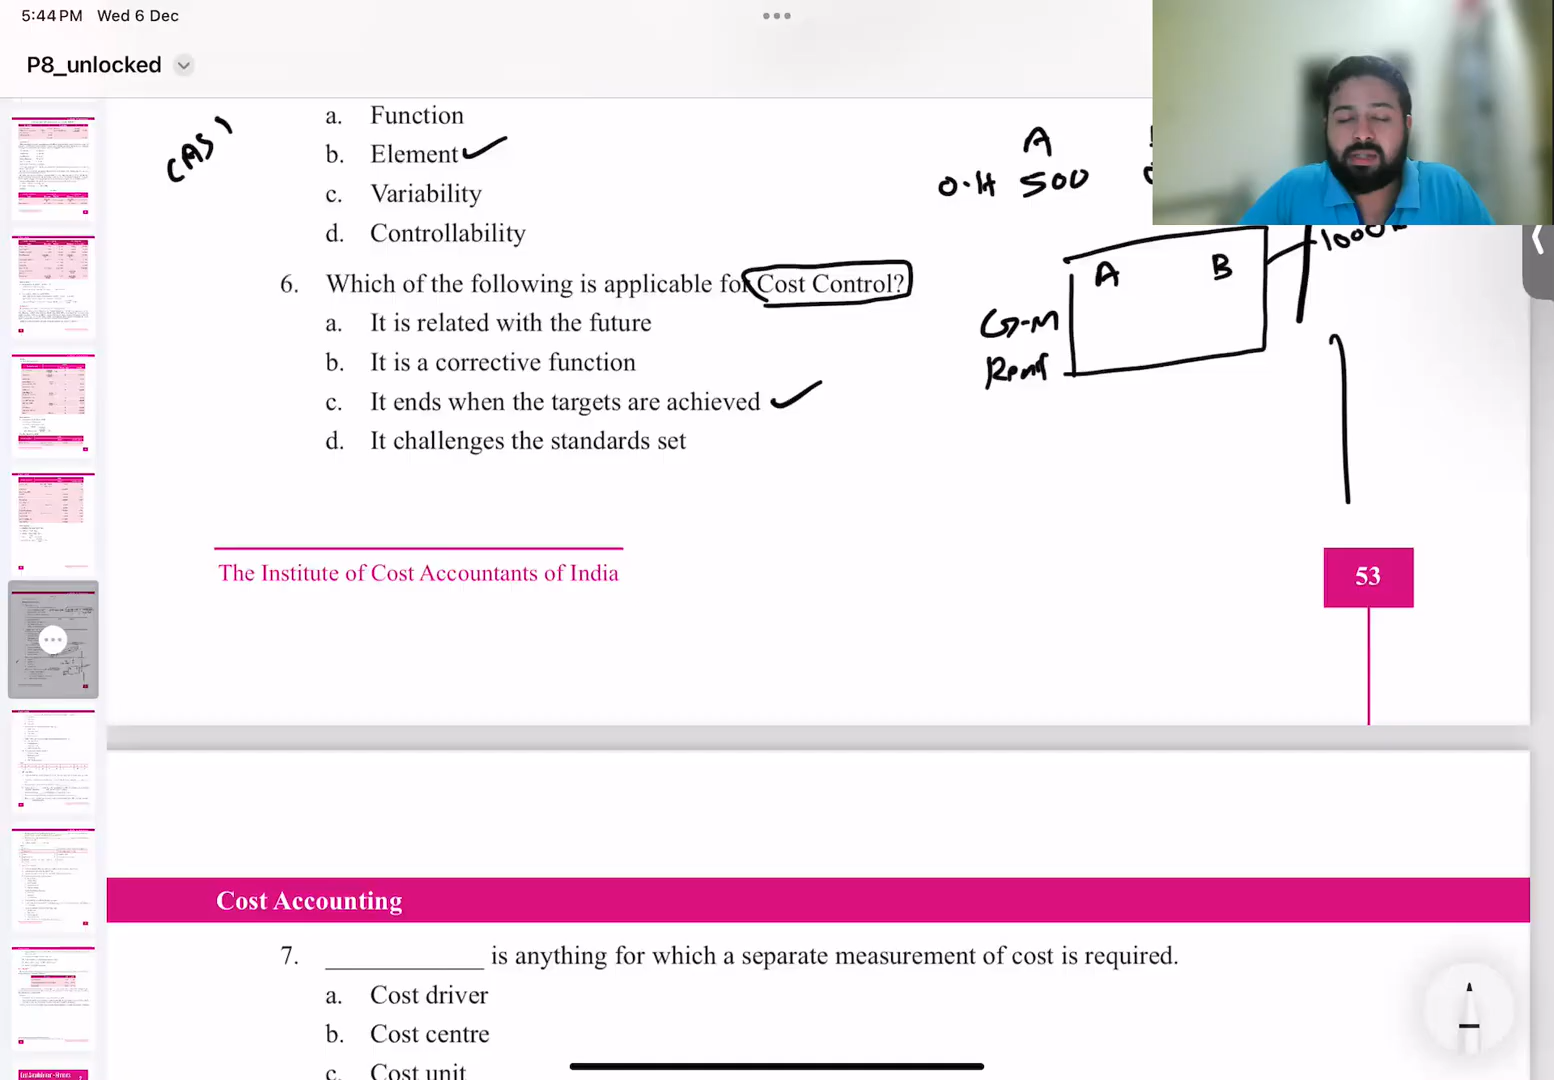 5:44 PM Wed 6 Dec
P8_unlocked
a. Function
b. Element
c. Variability
d. Controllability
CAS 1
A
O.H 500
1000
A B
G-M
6. Which of the following is applicable for Cost Control?
a. It is related with the future
b. It is a corrective function
c. It ends when the targets are achieved
d. It challenges the standards set
The Institute of Cost Accountants of India
53
Cost Accounting
7. ____________ is anything for which a separate measurement of cost is required.
a. Cost driver
b. Cost centre
c. Cost unit